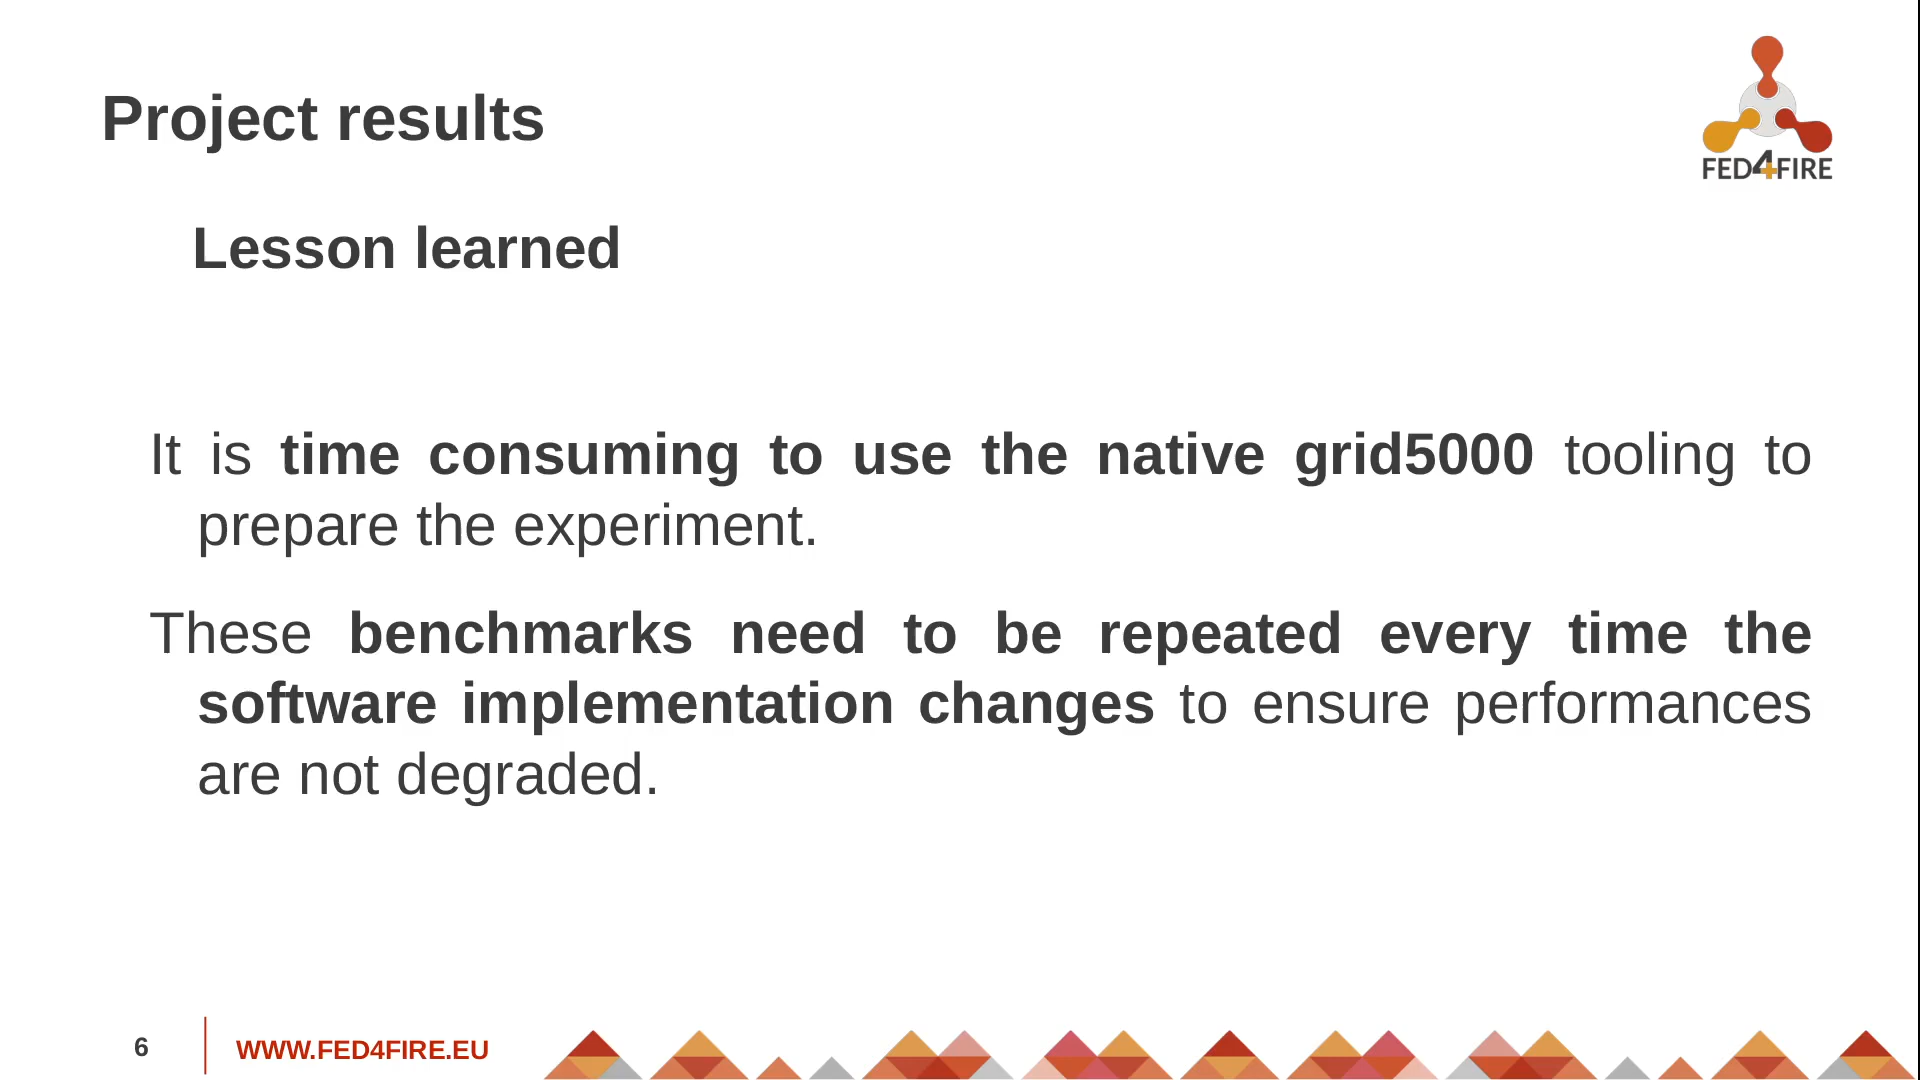 Project results
FED4FIRE
Lesson learned
It is time consuming to use the native grid5000 tooling to
prepare the experiment.
These benchmarks need to be repeated every time the
software implementation changes to ensure performances
are not degraded.
6
WWW.FED4FIRE.EU